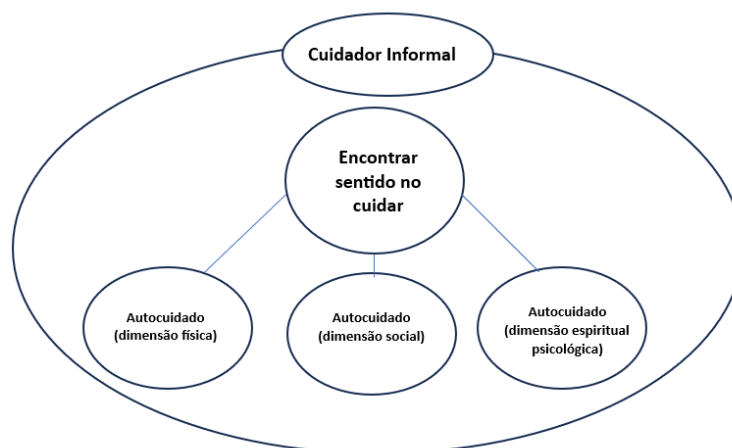 Cuidador Informal
Encontrar
sentido no
cuidar
Autocuidado
(dimensão física)
Autocuidado
(dimensão social)
Autocuidado
(dimensão espiritual
psicológica)